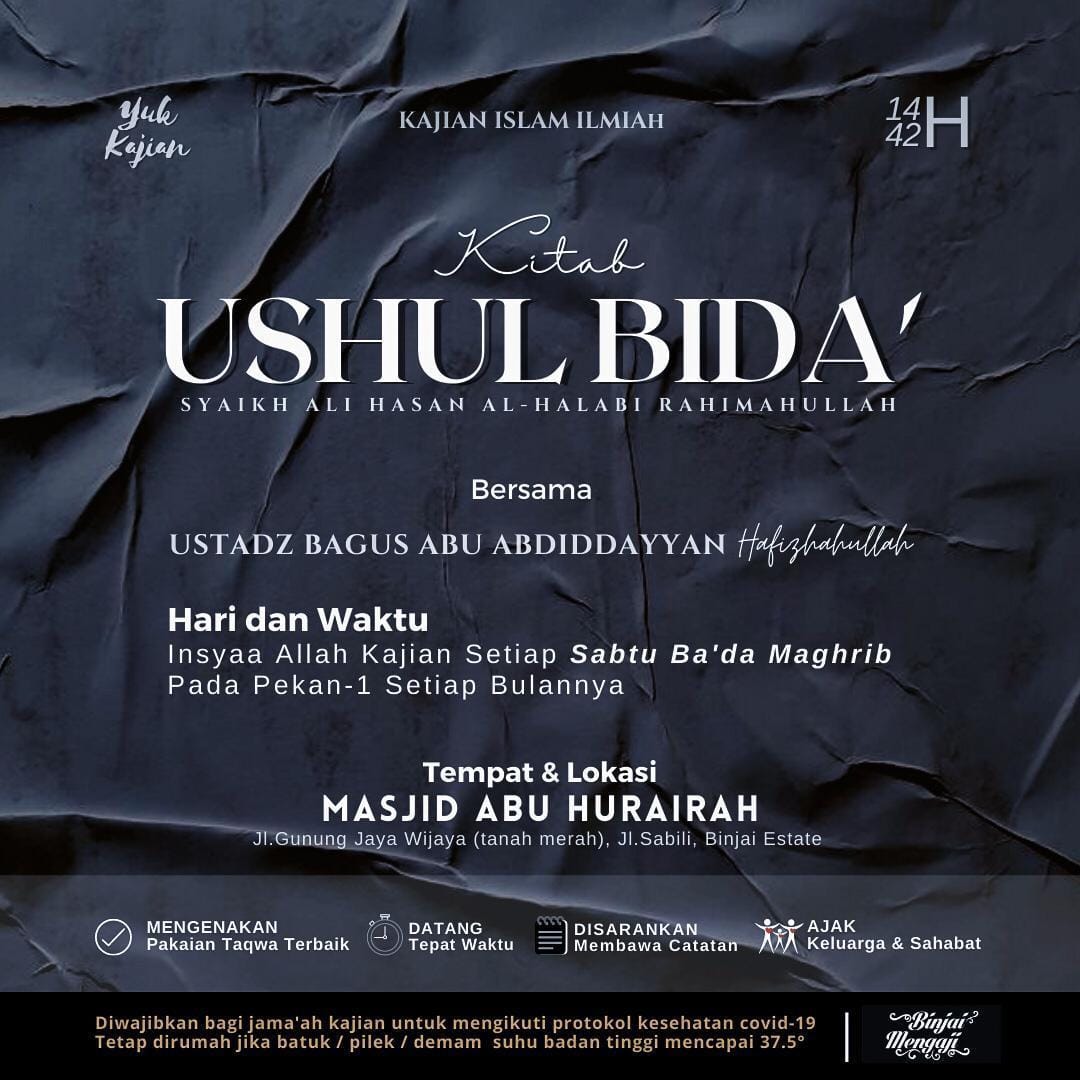 Yuk
Kajian
KAJIAN ISLAM ILMIAH
14
42 H
Kitab
USHUL BIDA'
SYAIKH ALI HASAN AL-HALABI RAHIMAHULLAH
Bersama
USTADZ BAGUS ABU ABDIDDAYYAN Hafizhahullah
Hari dan Waktu
Insyaa Allah Kajian Setiap Sabtu Ba'da Maghrib
Pada Pekan-1 Setiap Bulannya
Tempat & Lokasi
MASJID ABU HURAIRAH
Jl.Gunung Jaya Wijaya (tanah merah), Jl.Sabili, Binjai Estate
MENGENAKAN
Pakaian Taqwa Terbaik
DATANG
Tepat Waktu
DISARANKAN
Membawa Catatan
AJAK
Keluarga & Sahabat
Diwajibkan bagi jama'ah kajian untuk mengikuti protokol kesehatan covid-19
Tetap dirumah jika batuk / pilek / demam suhu badan tinggi mencapai 37.5°
Binjai
Mengaji